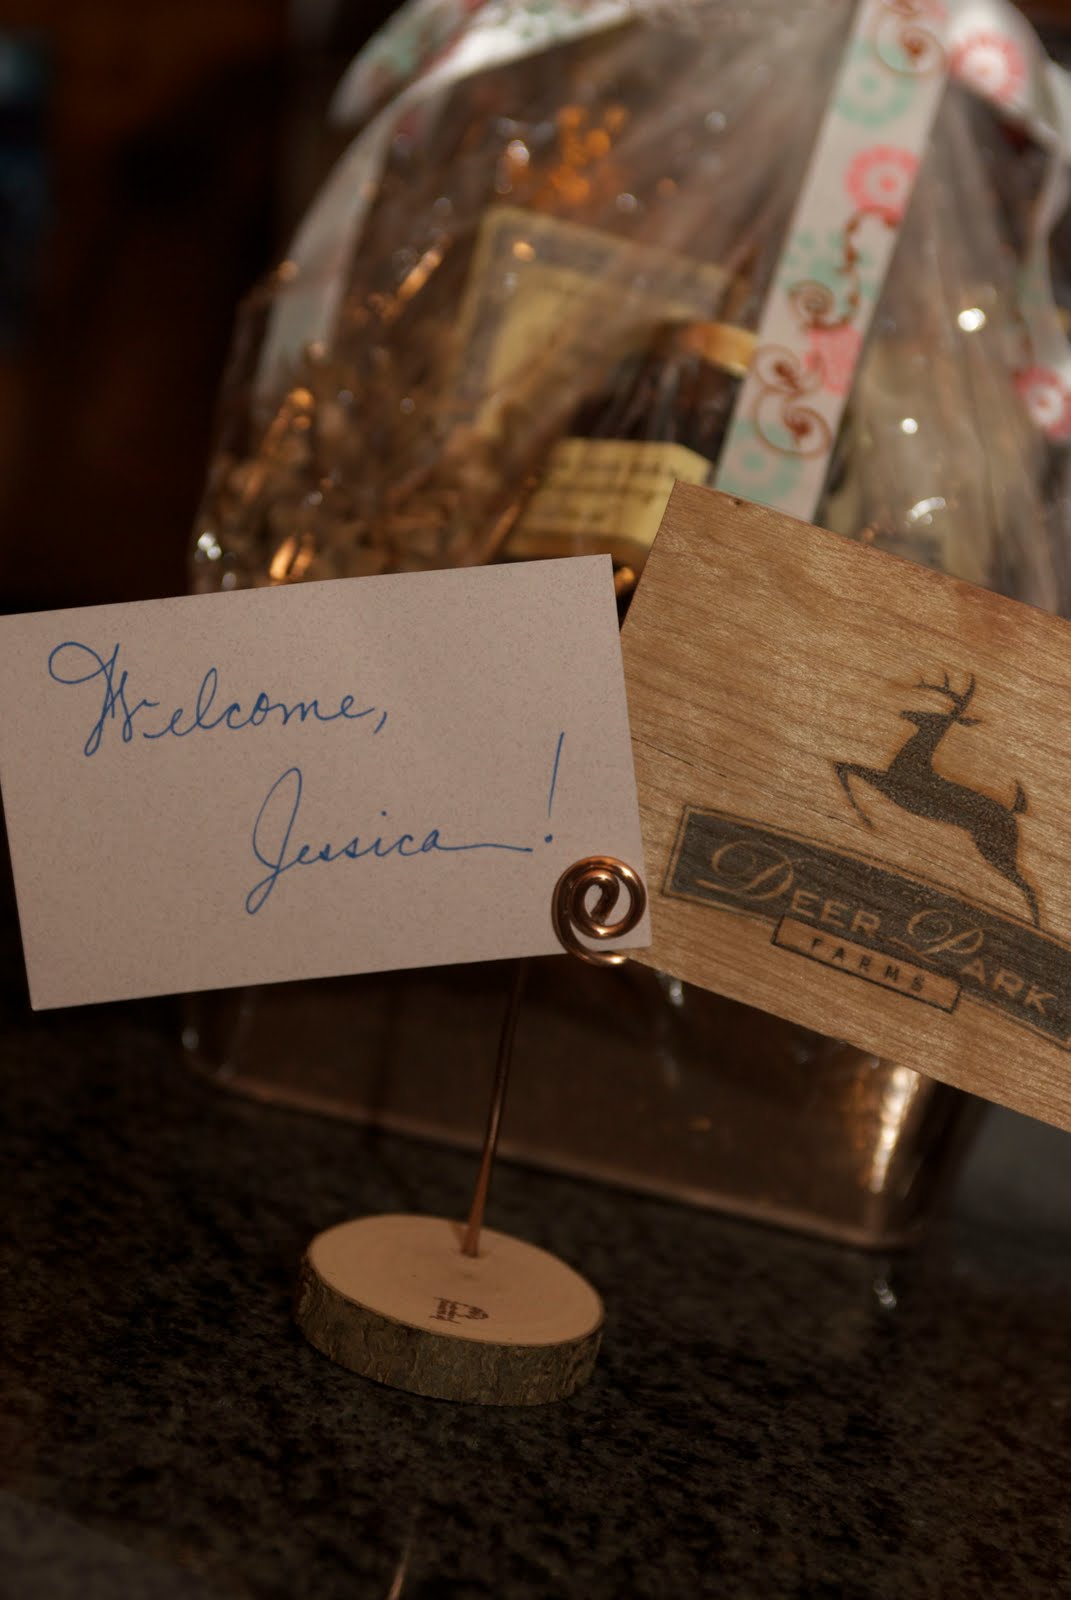 Welcome,
Jessica!
DEER PARK
FARMS